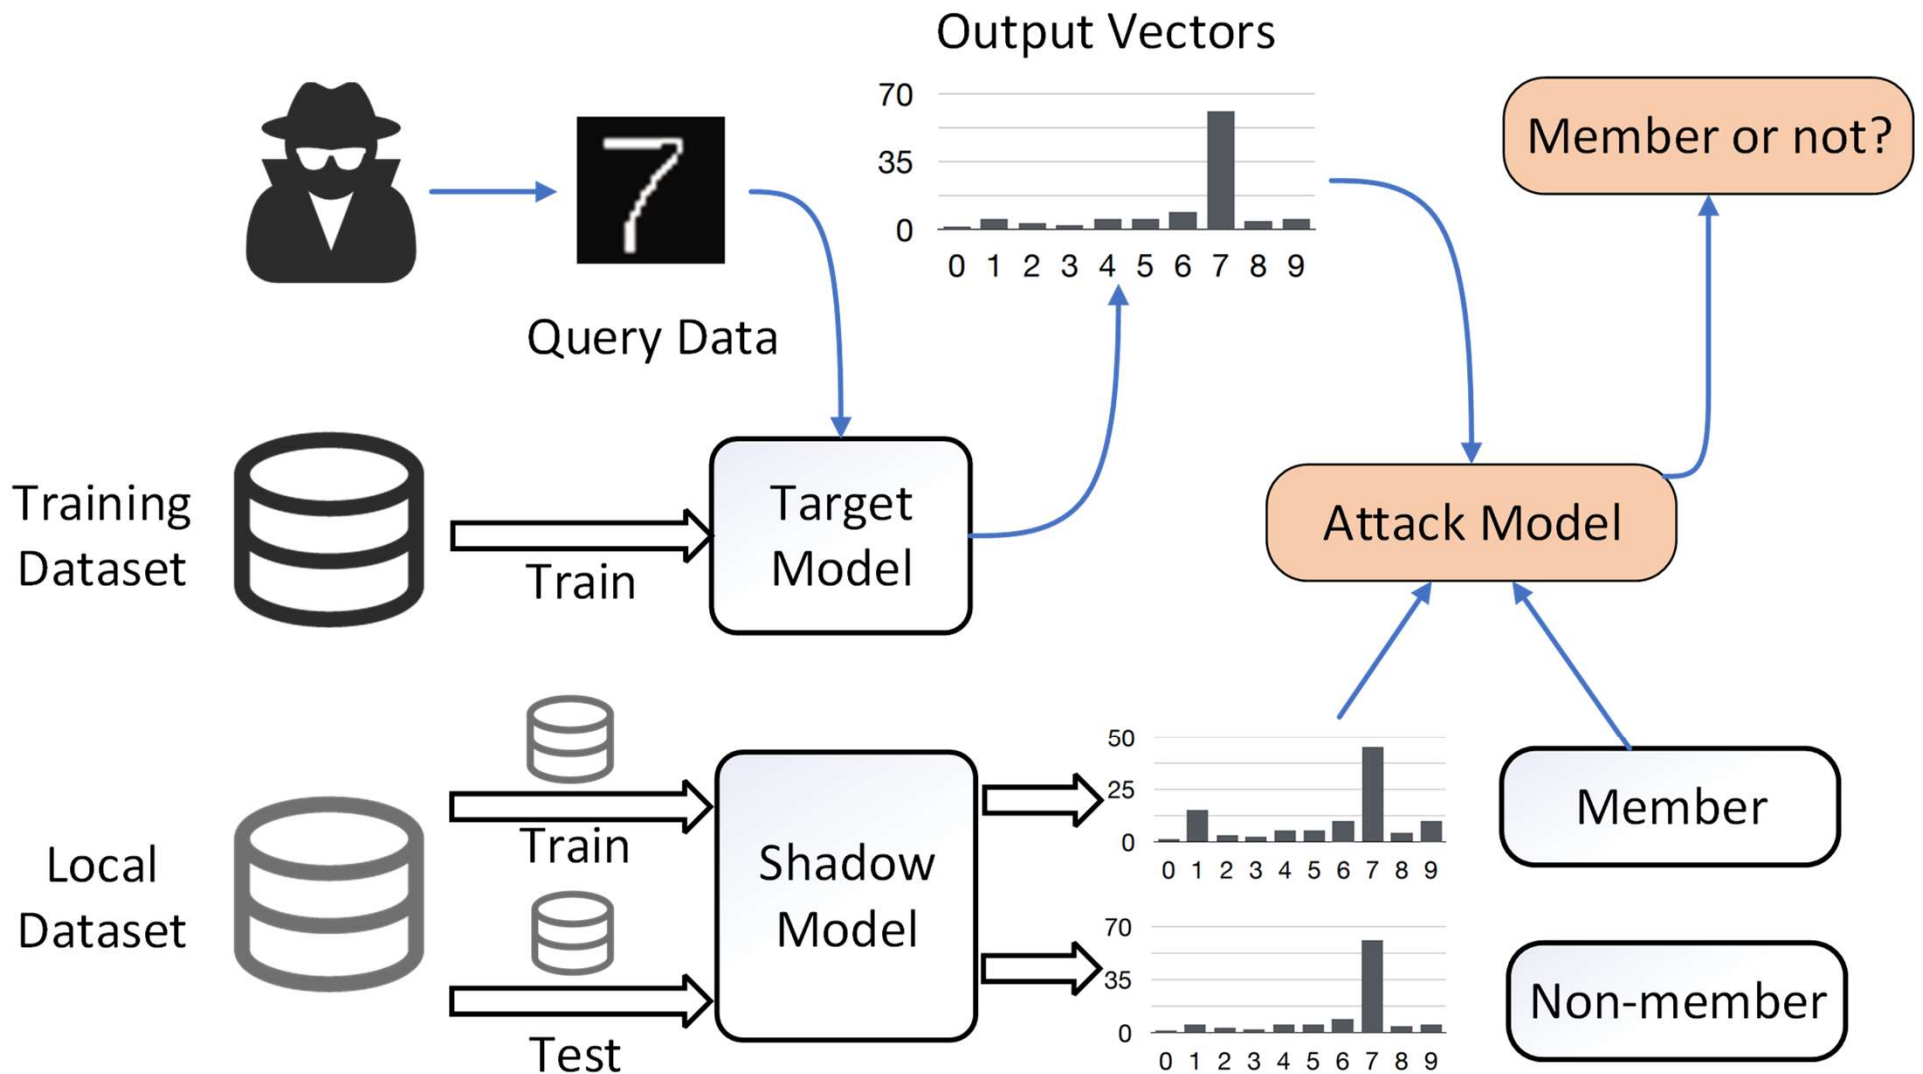 Output Vectors
70
35
0
0 1 2 3 4 5 6 7 8 9
Member or not?
7
Query Data
Training
Dataset
Train
Target
Model
Attack Model
Local
Dataset
Train
Test
Shadow
Model
50
25
0
0 1 2 3 4 5 6 7 8 9
Member
70
35
0
0 1 2 3 4 5 6 7 8 9
Non-member